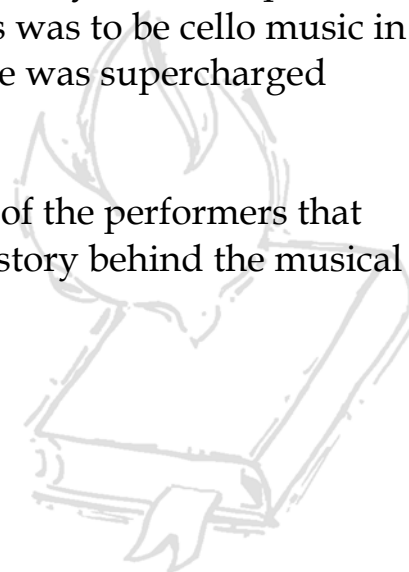 s was to be cello music in
e was supercharged
of the performers that
story behind the musical